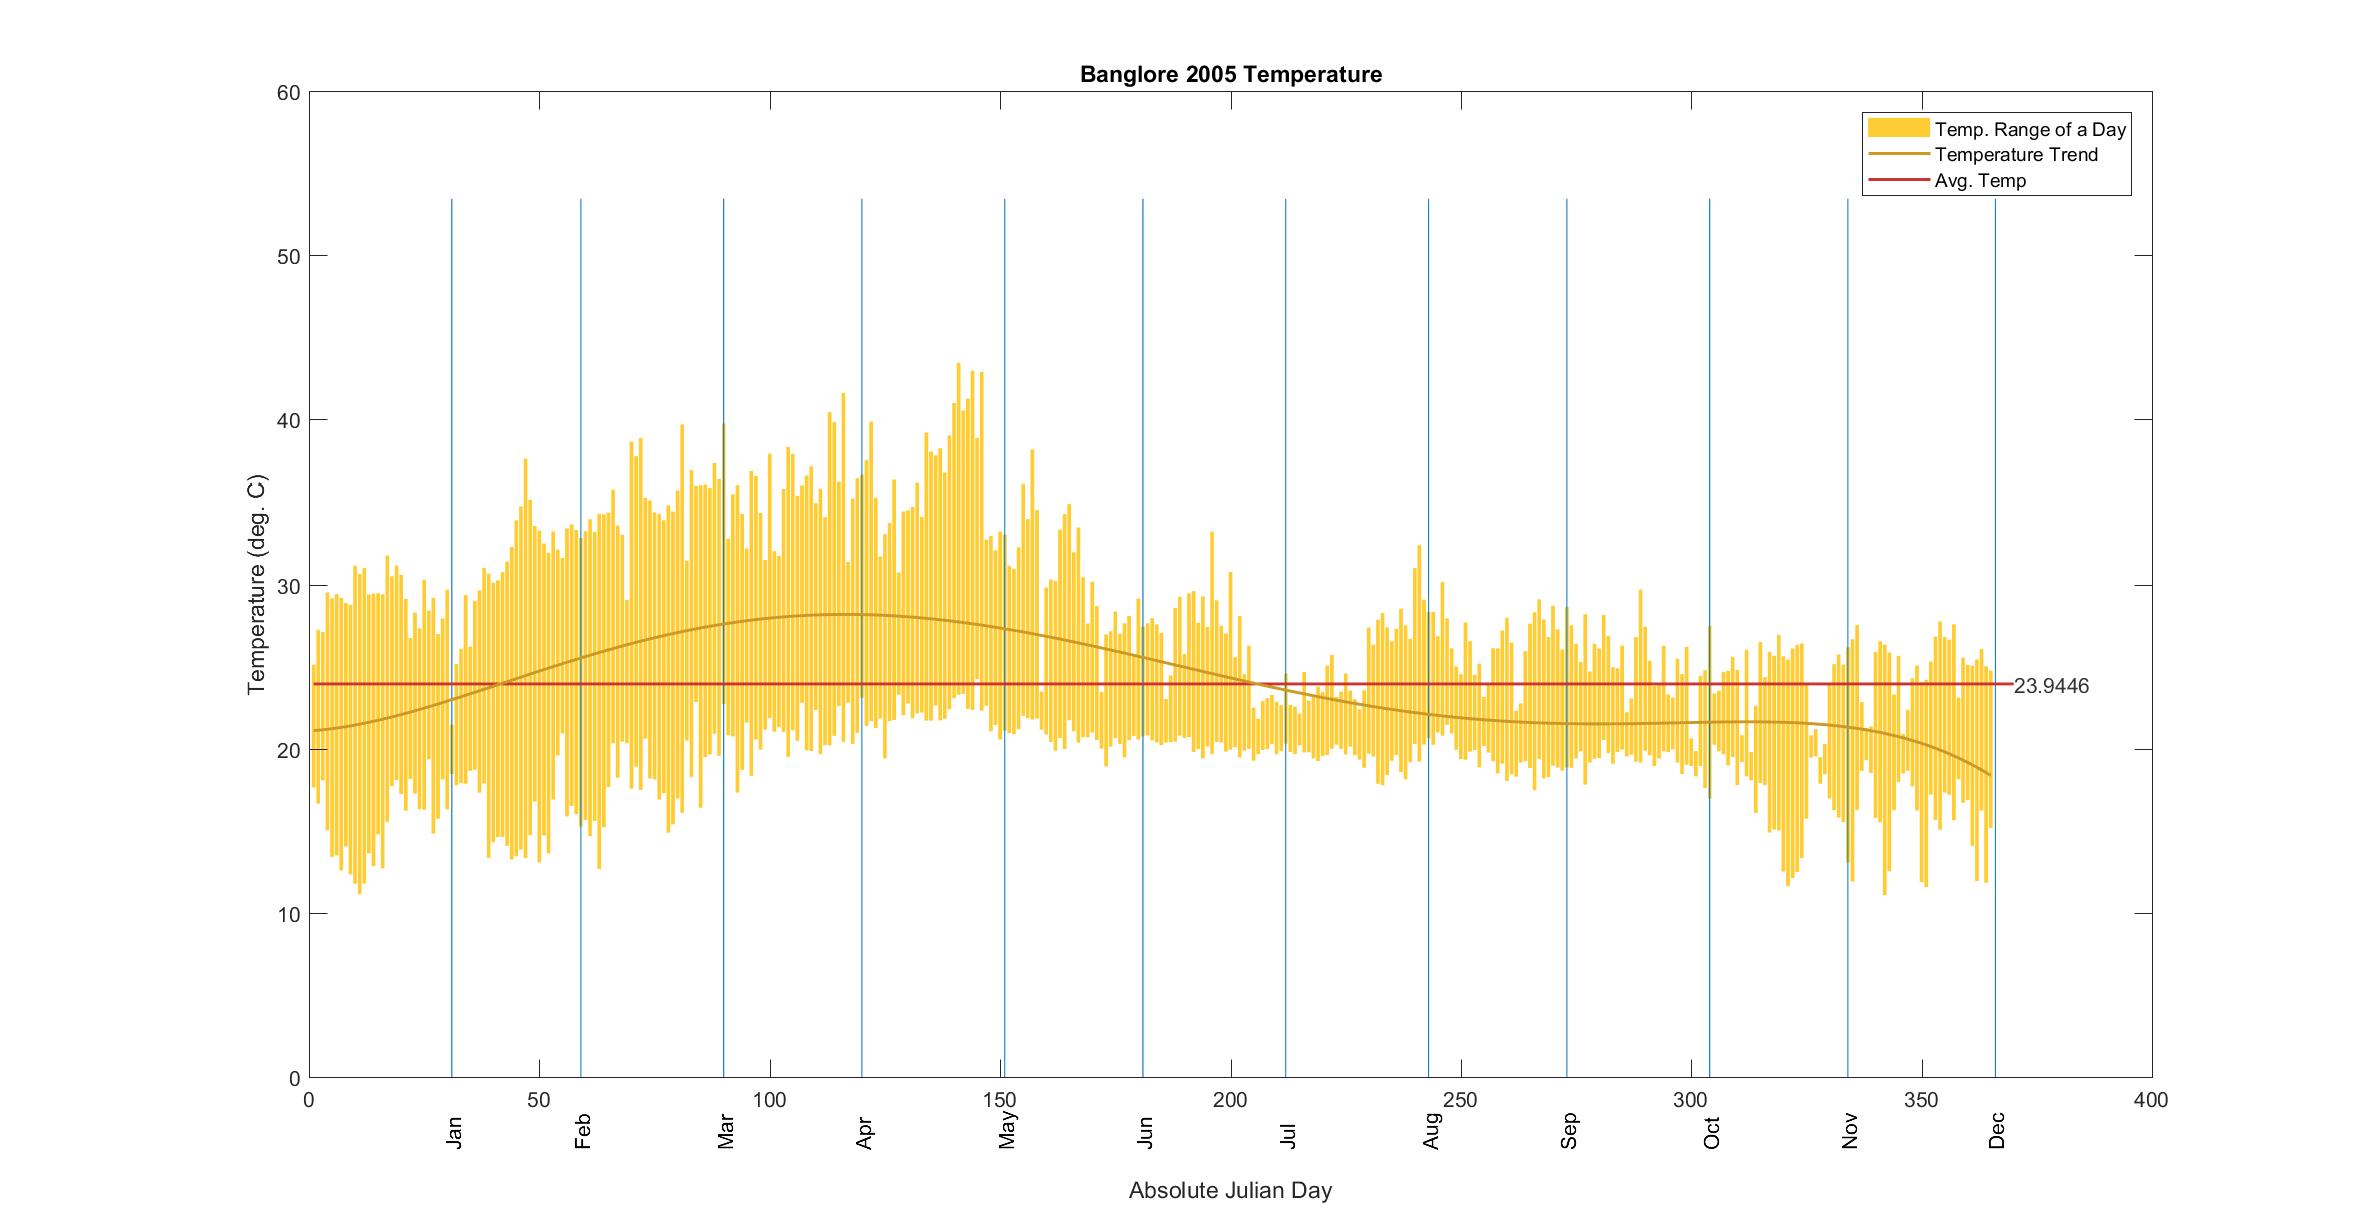 Banglore 2005 Temperature
60
50
40
30
20
10
0
Temperature (deg. C)
Temp. Range of a Day
Temperature Trend
Avg. Temp
23.9446
0 50 100 150 200 250 300 350 400
Jan Feb Mar Apr May Jun Jul Aug Sep Oct Nov Dec
Absolute Julian Day